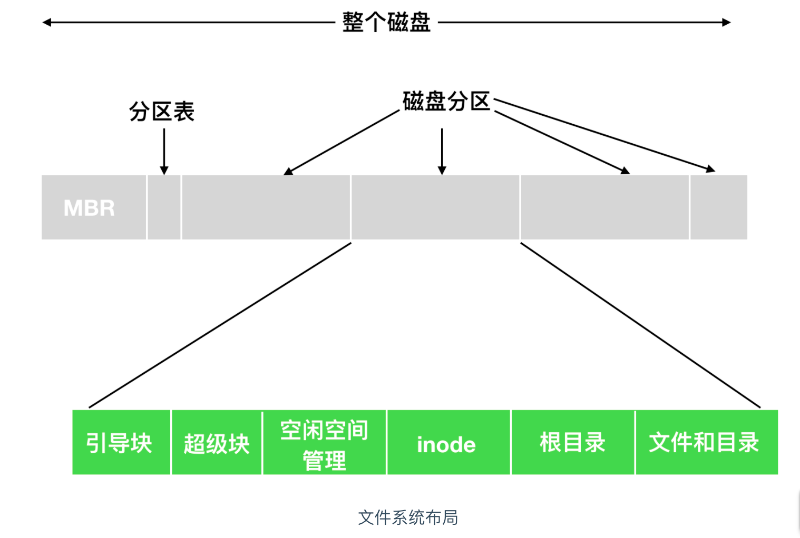 整个磁盘
分区表
磁盘分区
MBR
引导块
超级块
空闲空间
管理
inode
根目录
文件和目录
文件系统布局